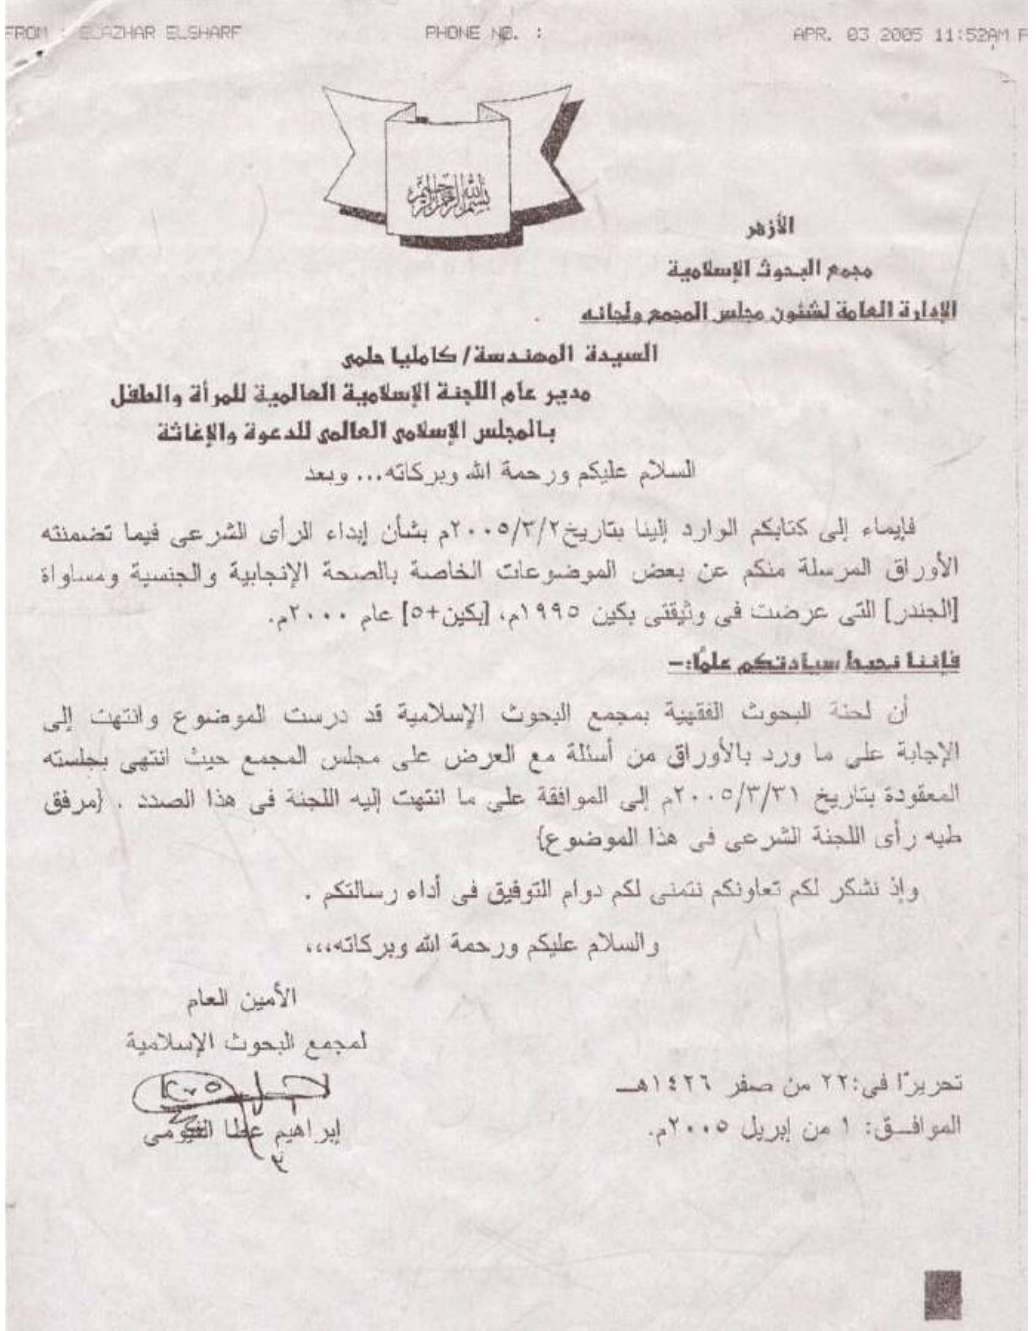 FROM : ELAZHAR ELSHARF PHONE NO. : APR. 03 2005 11:52AM P
بسم الله الرحمن الرحيم
الأزهر
مجمع البحوث الإسلامية
الإدارة العامة لشئون مجلس المجمع ولجانه
السيدة المهندسة/ كاميليا حلمى
مدير عام اللجنة الإسلامية العالمية للمرأة والطفل
بالمجلس الإسلامى العالمى للدعوة والإغاثة
السلام عليكم ورحمة الله وبركاته... وبعد
فإيماء إلى كتابكم الوارد إلينا بتاريخ ٢٠٠٥/٣/٢م بشأن إبداء الرأى الشرعى فيما تضمنته
الأوراق المرسلة منكم عن بعض الموضوعات الخاصة بالصحة الإنجابية والجنسية ومساواة
[الجندر] التى عرضت فى وثيقتى بكين ١٩٩٥م، [بكين+٥] عام ٢٠٠٠م.
فإننا نحيط سيادتكم علمًا:-
أن لجنة البحوث الفقهية بمجمع البحوث الإسلامية قد درست الموضوع وانتهت إلى
الإجابة على ما ورد بالأوراق من أسئلة مع العرض على مجلس المجمع حيث انتهى بجلسته
المعقودة بتاريخ ٢٠٠٥/٣/٣١م إلى الموافقة على ما انتهت إليه اللجنة فى هذا الصدد . {مرفق
طيه رأى اللجنة الشرعى فى هذا الموضوع}
وإذ نشكر لكم تعاونكم نتمنى لكم دوام التوفيق فى أداء رسالتكم .
والسلام عليكم ورحمة الله وبركاته،،،
الأمين العام
لمجمع البحوث الإسلامية
إبراهيم عطا الفيومى
تحريرًا فى:٢٢ من صفر ١٤٢٦هـ
الموافـق: ١ من إبريل ٢٠٠٥م.